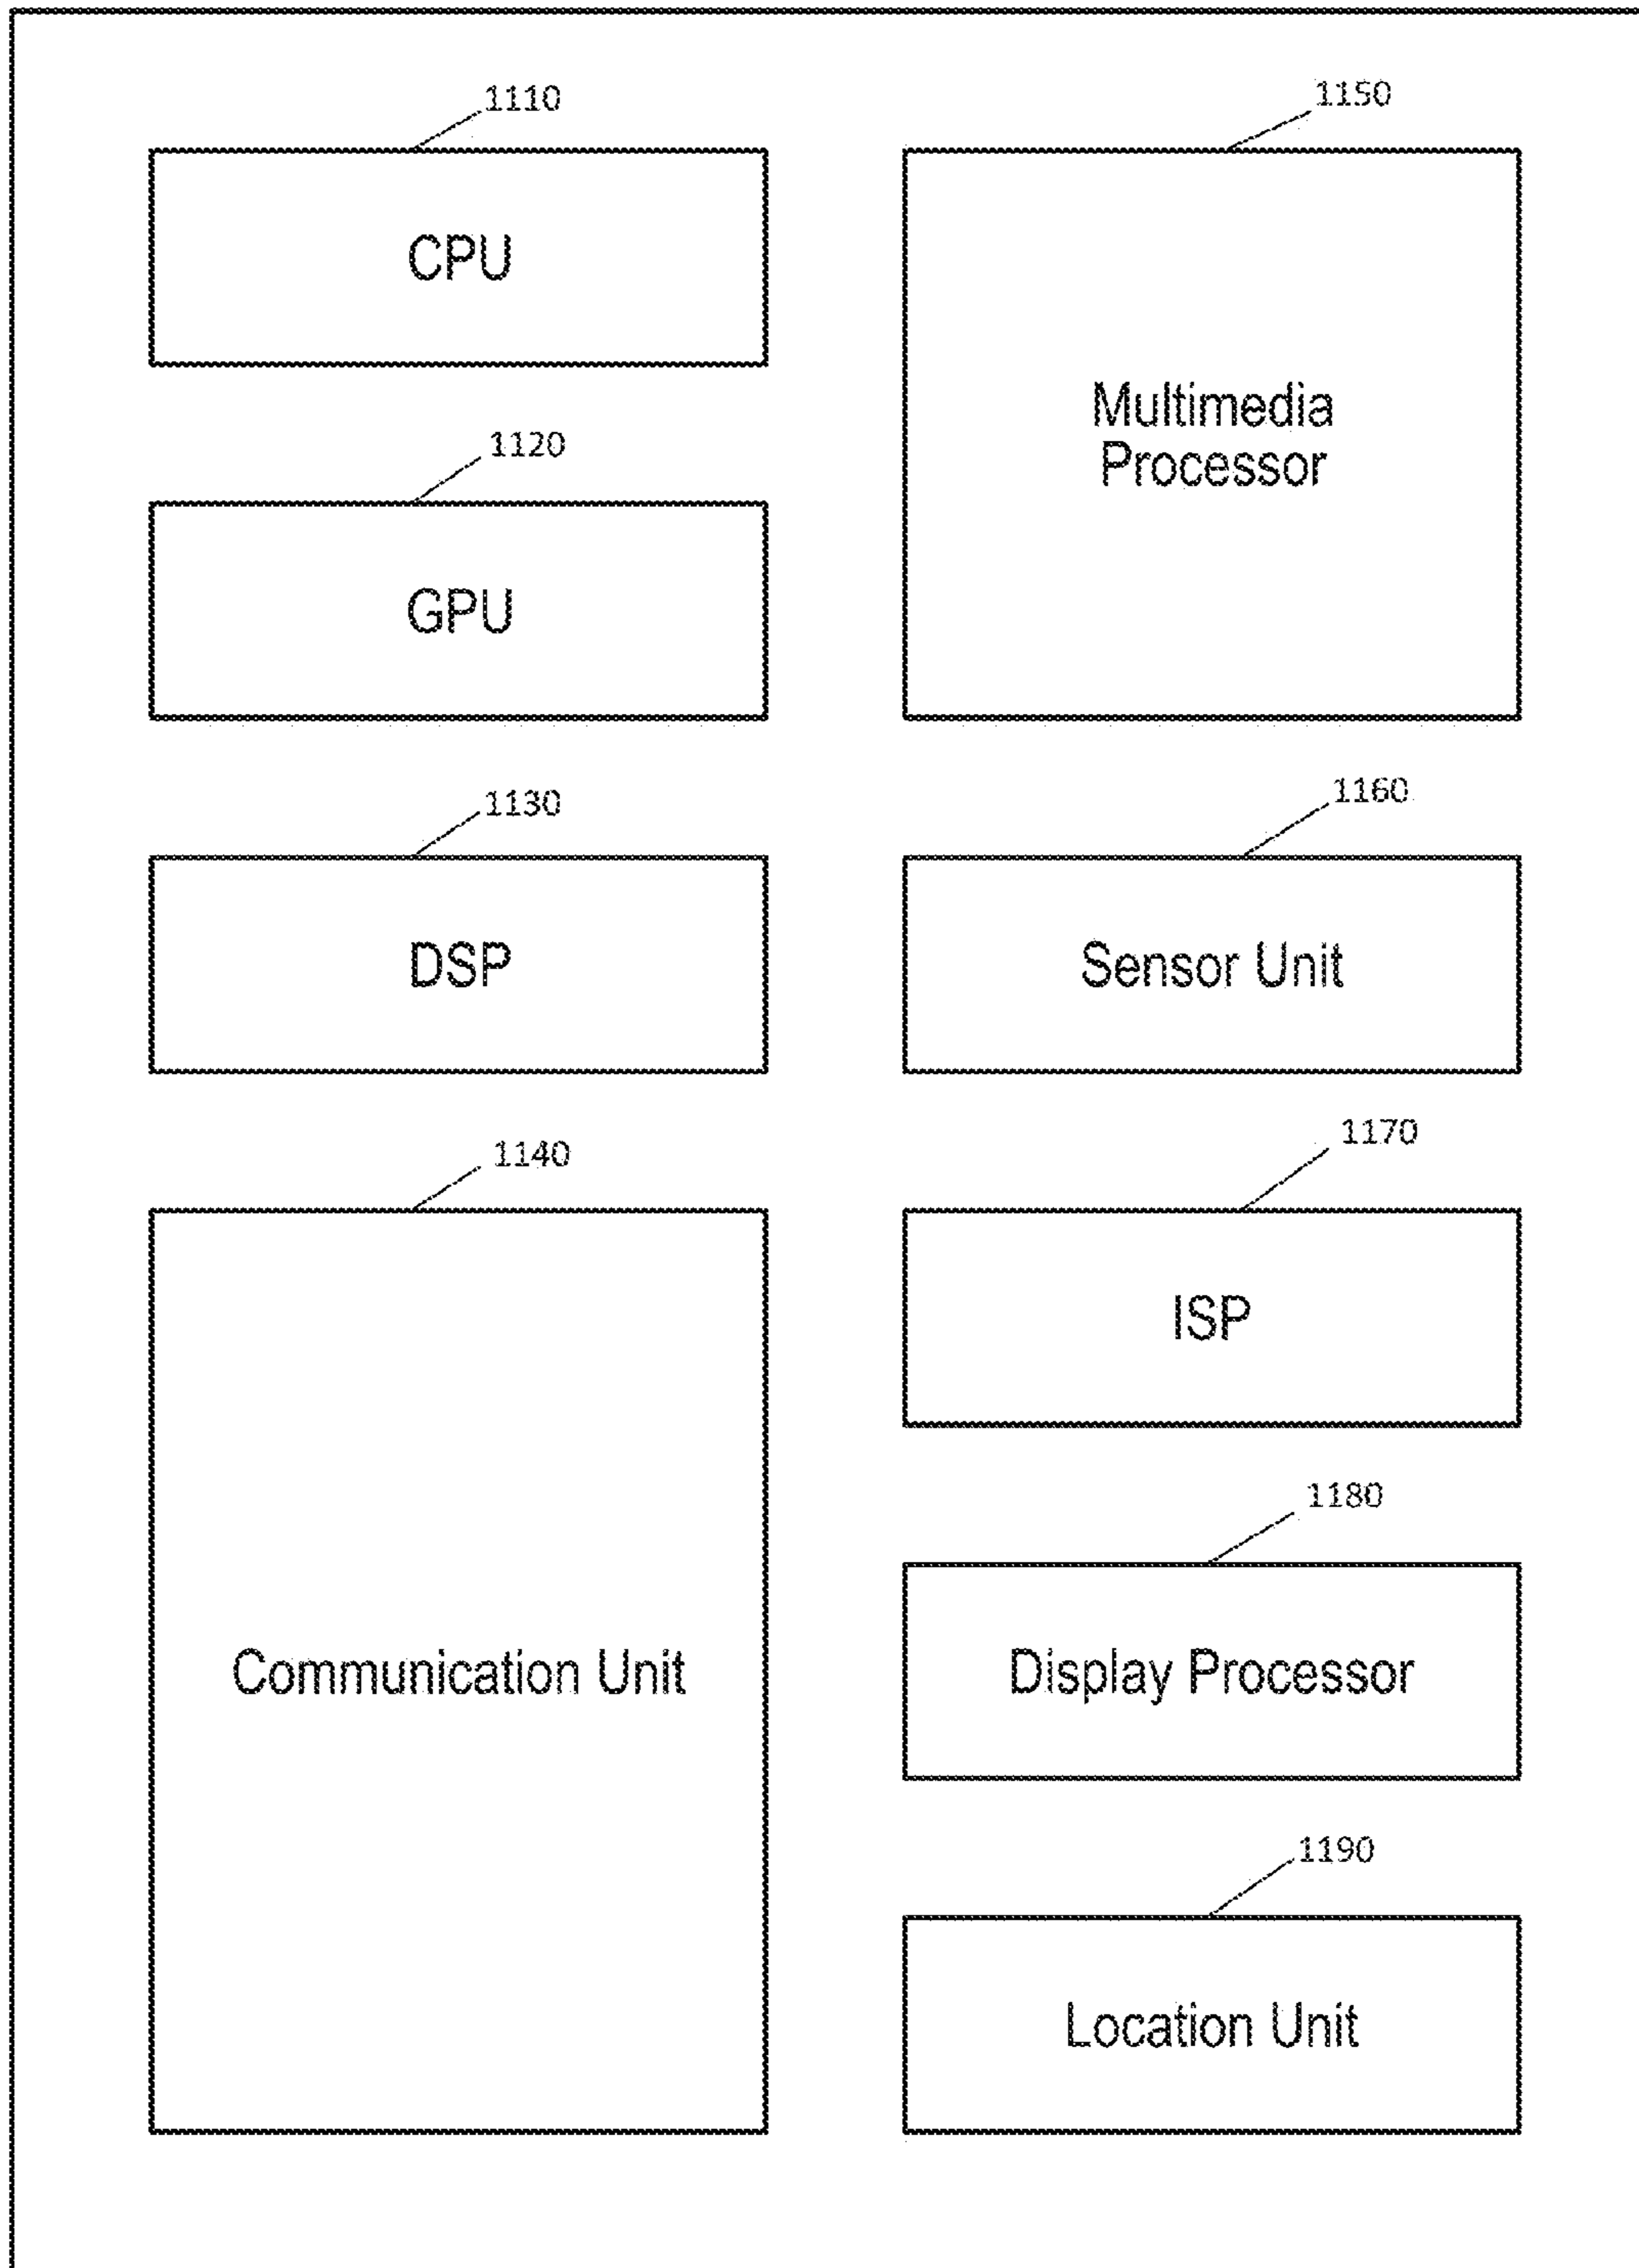 1110
CPU
1120
GPU
1130
DSP
1140
Communication Unit
1150
Multimedia
Processor
1160
Sensor Unit
1170
ISP
1180
Display Processor
1190
Location Unit